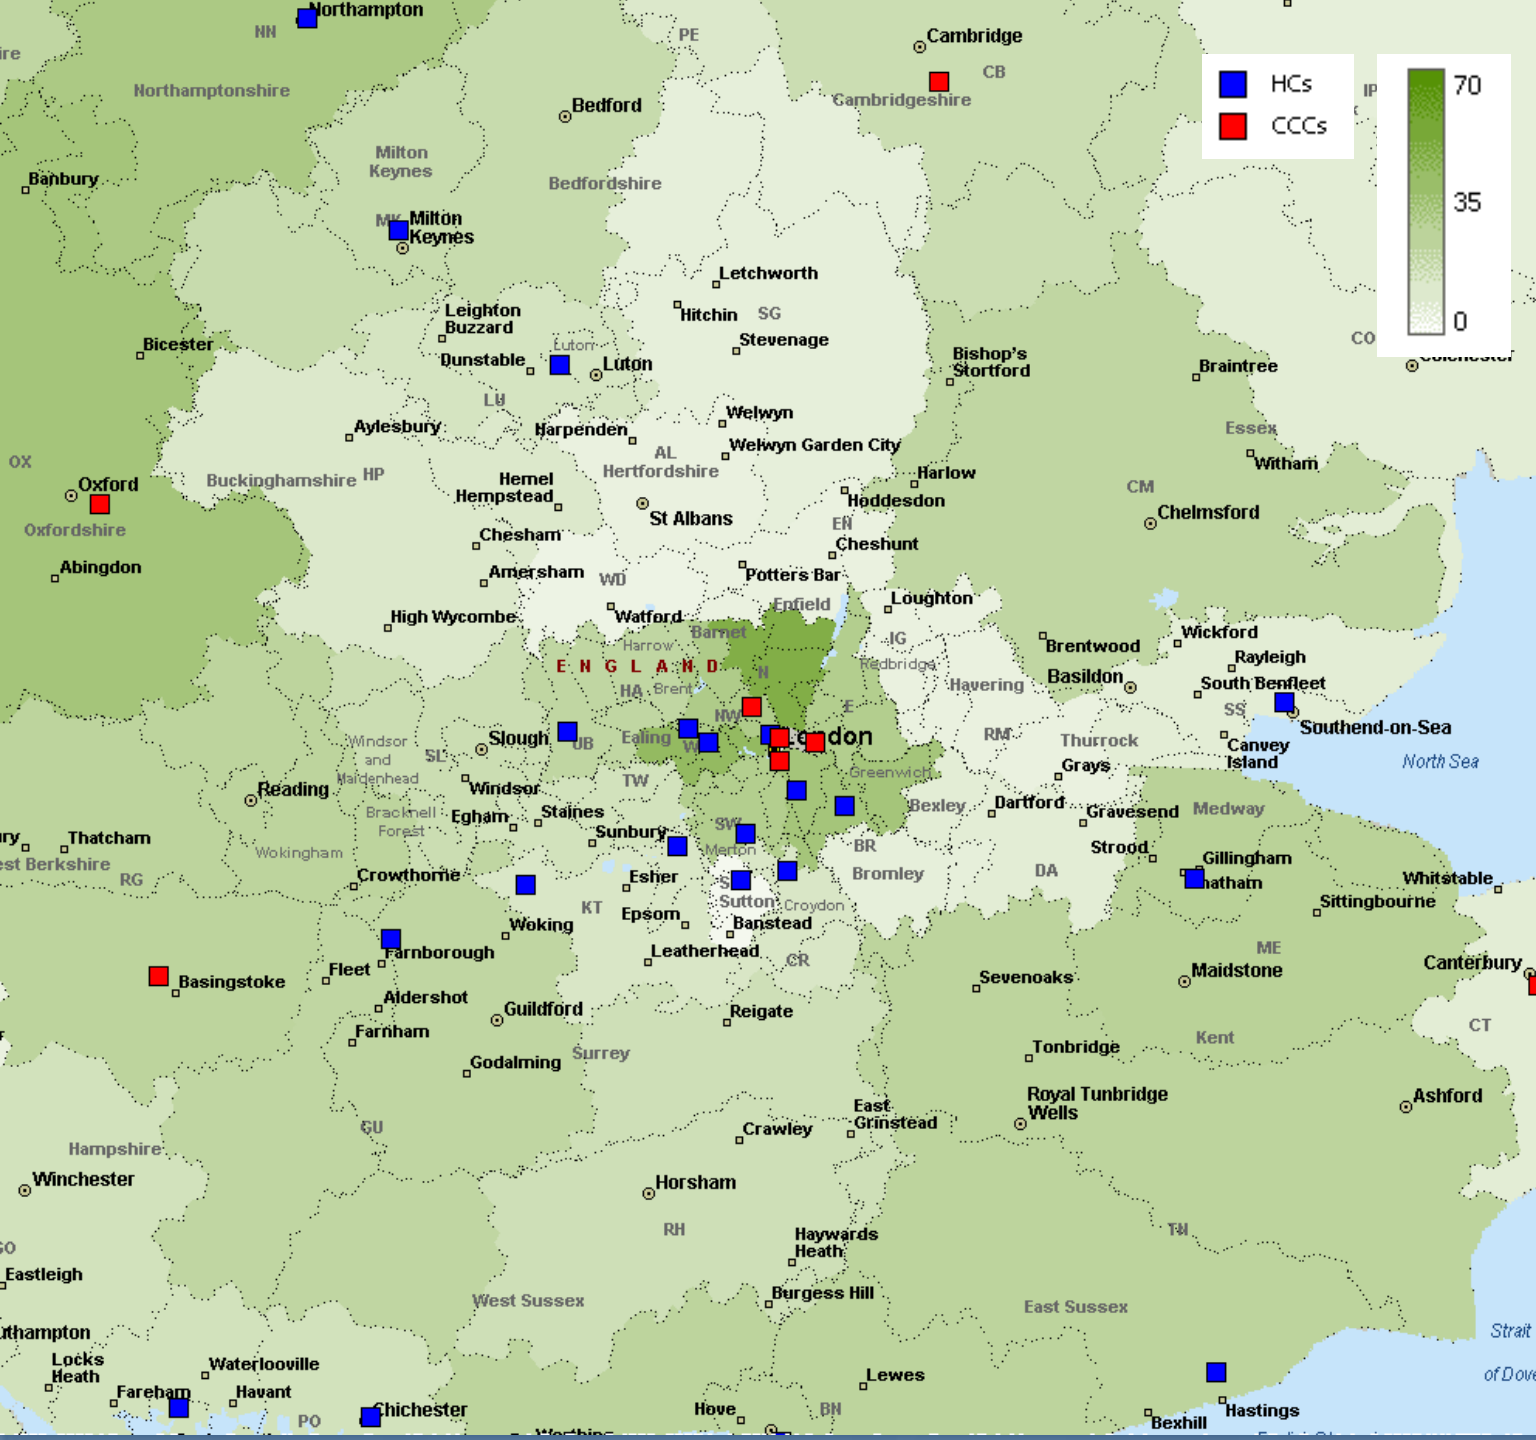 Northampton
NN
PE
Cambridge
CB
HCs
CCCs
70
35
0
Northamptonshire
Cambridgeshire
Bedford
Milton
Keynes
Bedfordshire
Banbury
MK
Milton
Keynes
Letchworth
Hitchin
SG
Stevenage
Leighton
Buzzard
Luton
Dunstable
Luton
LU
Bicester
Bishop's
Stortford
Braintree
CO
Colchester
Aylesbury
Harpenden
Welwyn
Welwyn Garden City
AL
Hertfordshire
Essex
Witham
OX
Oxford
Oxfordshire
Buckinghamshire
HP
Hemel
Hempstead
St Albans
Harlow
Hoddesdon
EN
CM
Chelmsford
Chesham
Cheshunt
Abingdon
Amersham
WD
Potters Bar
High Wycombe
Watford
Enfield
Loughton
Barnet
Harrow
IG
Redbridge
Brentwood
Wickford
Rayleigh
ENGLAND
N
HA
Brent
Havering
Basildon
South Benfleet
NW
E
SS
Southend-on-Sea
Slough
UB
Ealing
W
London
RM
Thurrock
Canvey
Island
North Sea
Windsor
and
Maidenhead
SL
Windsor
TW
Greenwich
Grays
Reading
Bracknell
Forest
Egham
Staines
Sunbury
Bexley
Dartford
Gravesend
Medway
Thatcham
Wokingham
SW
Merton
BR
Bromley
Strood
Gillingham
hatham
est Berkshire
RG
Crowthorne
Esher
DA
Whitstable
Sittingbourne
KT
Epsom
Sutton
Croydon
Banstead
Woking
Farnborough
Leatherhead
CR
ME
Canterbury
Basingstoke
Fleet
Sevenoaks
Maidstone
Aldershot
Guildford
Reigate
CT
Farnham
Surrey
Tonbridge
Kent
Godalming
Royal Tunbridge
Wells
Ashford
GU
Crawley
East
Grinstead
Hampshire
Winchester
Horsham
RH
TN
Haywards
Heath
Eastleigh
Burgess Hill
West Sussex
East Sussex
uthampton
Strait
of Dove
Locks
Heath
Waterlooville
Fareham
Havant
Lewes
PO
Chichester
Hove
BN
Bexhill
Hastings